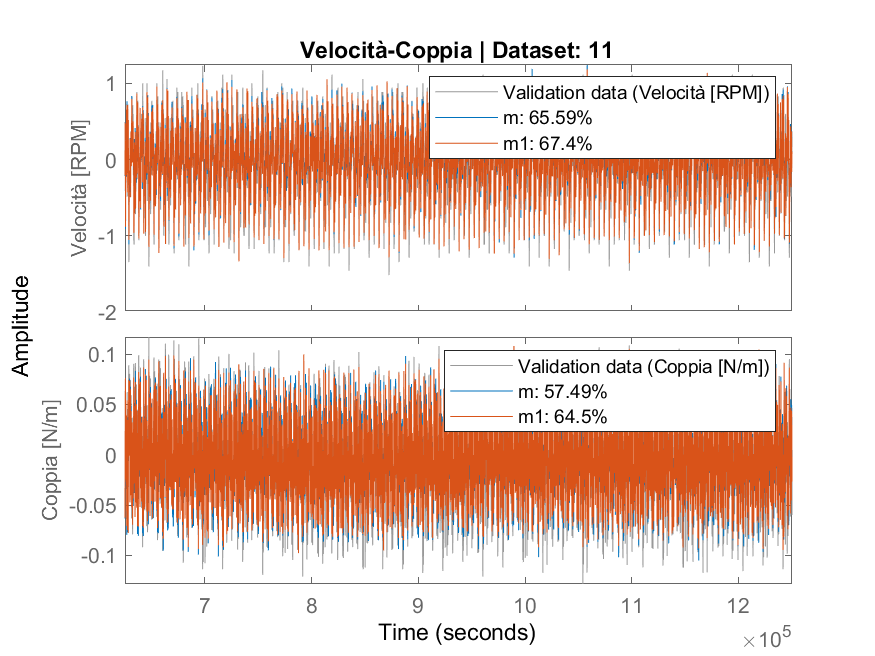 Velocità-Coppia | Dataset: 11
Validation data (Velocità [RPM])
m: 65.59%
m1: 67.4%
1
0
-1
-2
Velocità [RPM]
Amplitude
Validation data (Coppia [N/m])
m: 57.49%
m1: 64.5%
0.1
0.05
0
-0.05
-0.1
Coppia [N/m]
7 8 9 10 11 12
Time (seconds)
×10⁵